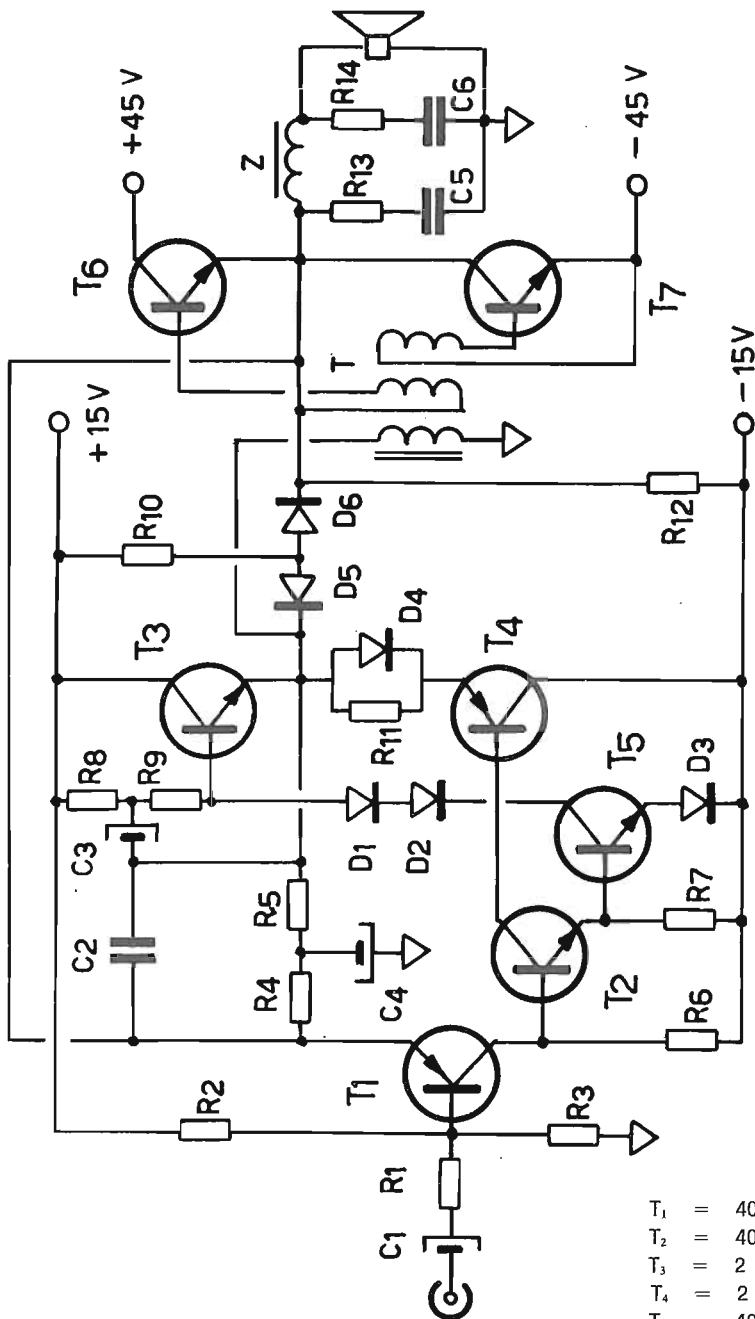 +45 V
R14
C6
Z
R13
C5
T6
T7
-45 V
T
+15 V
R10
D6
D5
R12
-15 V
T3
D4
R11
T4
R8
R9
C3
D1
D2
T5
D3
C2
R5
R4
C4
T2
R7
R6
R2
T1
R3
R1
C1
T₁ = 40
T₂ = 40
T₃ = 2
T₄ = 2